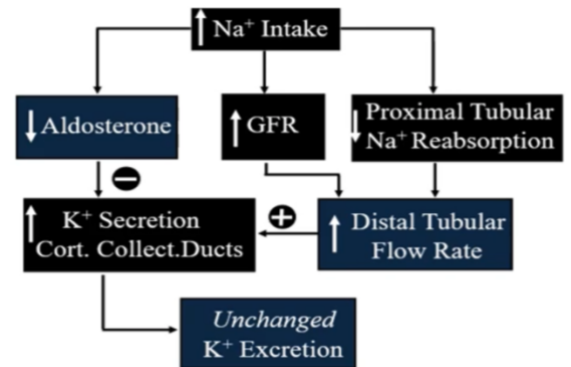 ↑ Na⁺ Intake
↓ Aldosterone
↑ GFR
↓ Proximal Tubular
Na⁺ Reabsorption
−
↑ K⁺ Secretion
Cort. Collect.Ducts
+
↑ Distal Tubular
Flow Rate
Unchanged
K⁺ Excretion